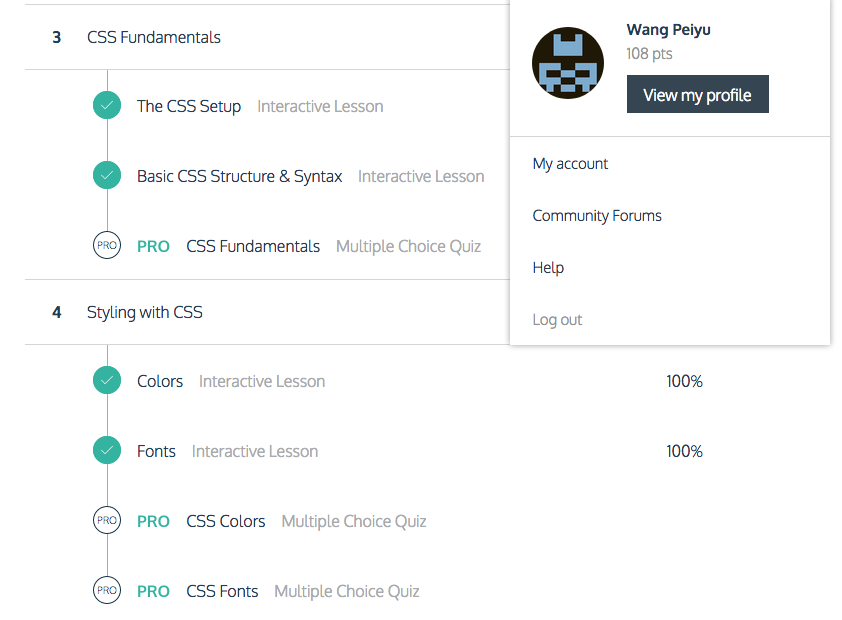 3 CSS Fundamentals
The CSS Setup Interactive Lesson
Basic CSS Structure & Syntax Interactive Lesson
PRO PRO CSS Fundamentals Multiple Choice Quiz
4 Styling with CSS
Colors Interactive Lesson 100%
Fonts Interactive Lesson 100%
PRO PRO CSS Colors Multiple Choice Quiz
PRO PRO CSS Fonts Multiple Choice Quiz
Wang Peiyu
108 pts
View my profile
My account
Community Forums
Help
Log out